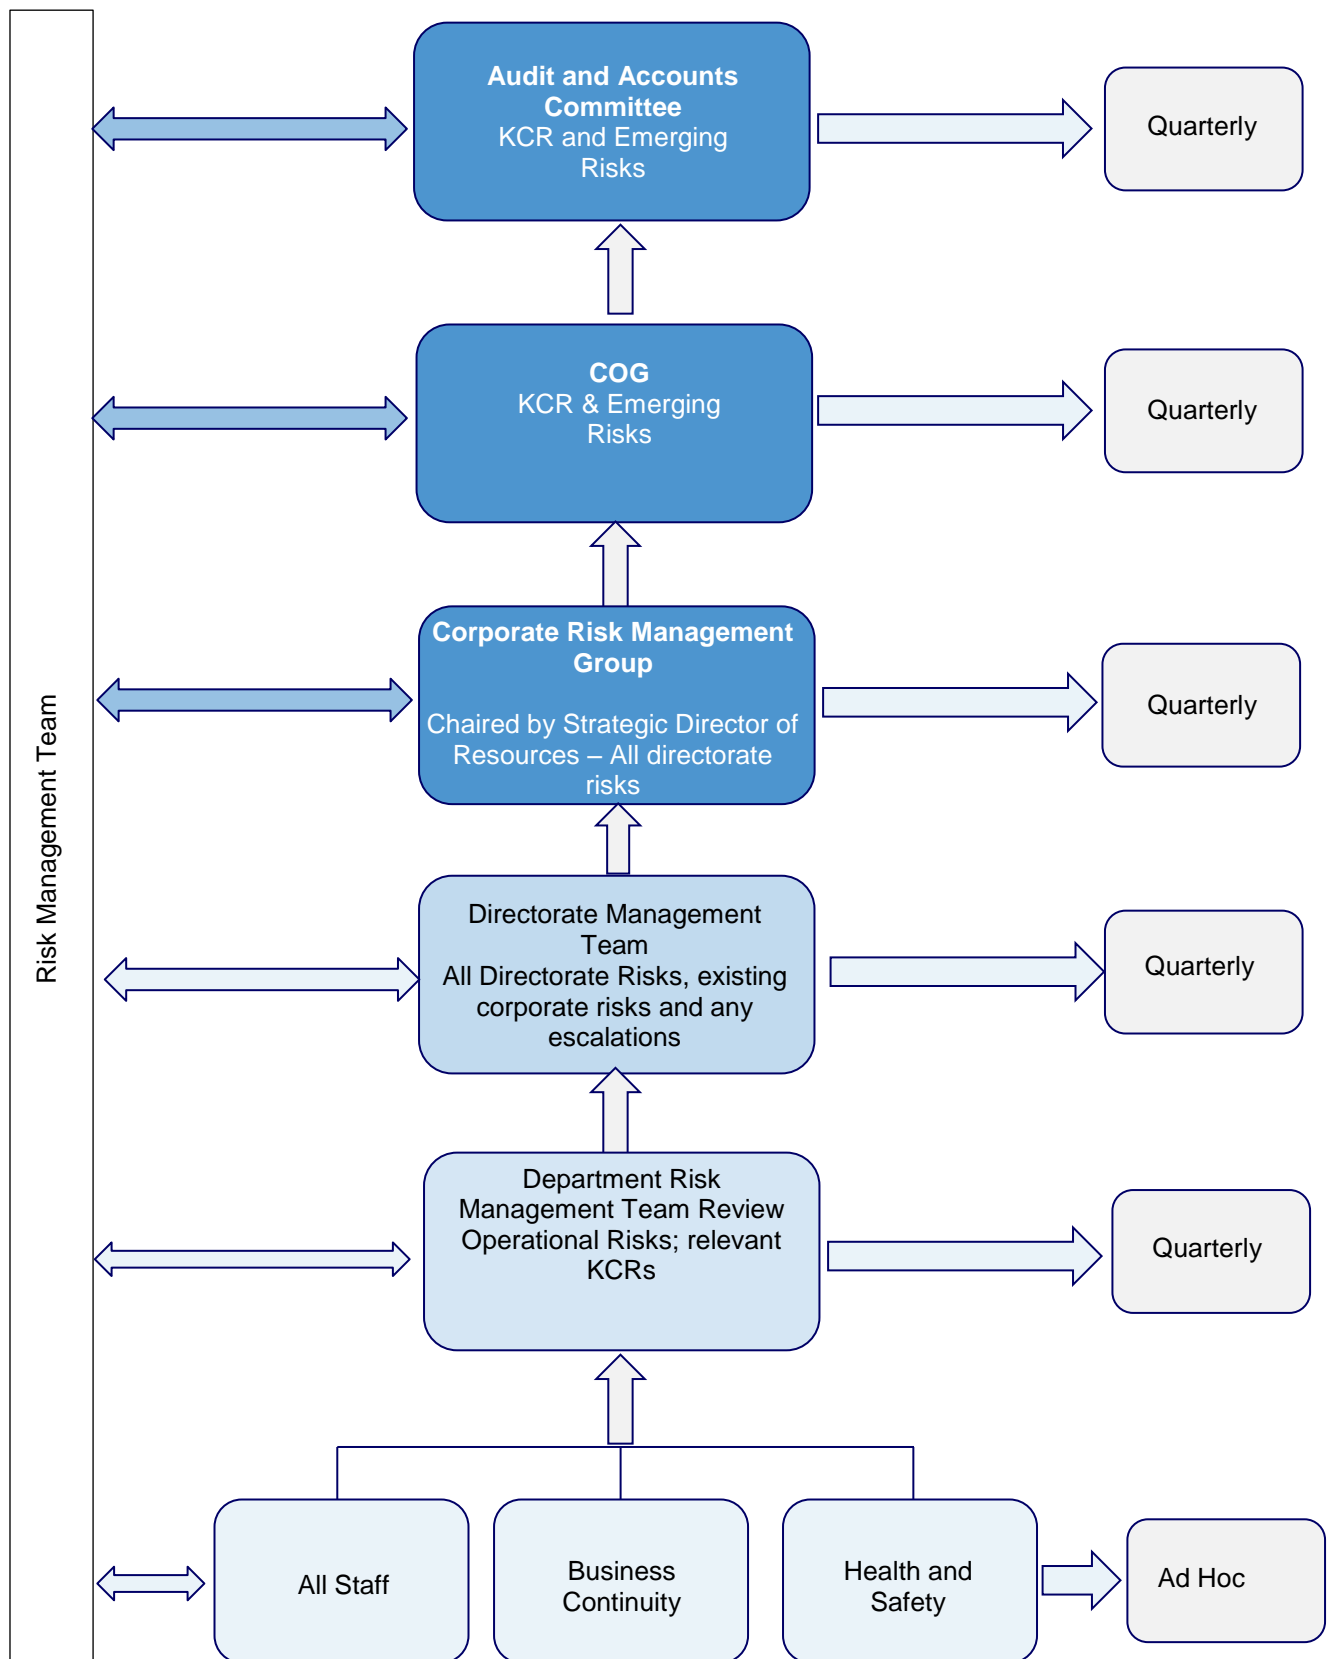 Risk Management Team
Audit and Accounts
Committee
KCR and Emerging
Risks
Quarterly
COG
KCR & Emerging
Risks
Quarterly
Corporate Risk Management
Group
Chaired by Strategic Director of
Resources – All directorate
risks
Quarterly
Directorate Management
Team
All Directorate Risks, existing
corporate risks and any
escalations
Quarterly
Department Risk
Management Team Review
Operational Risks; relevant
KCRs
Quarterly
All Staff
Business
Continuity
Health and
Safety
Ad Hoc